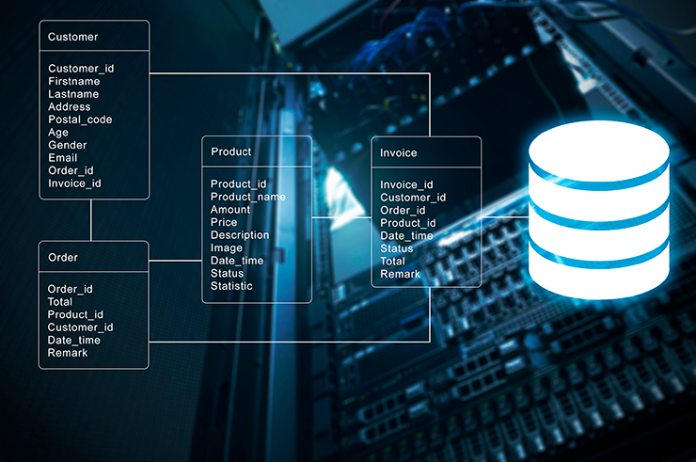 Customer
Customer_id
Firstname
Lastname
Address
Postal_code
Age
Gender
Email
Order_id
Invoice_id
Product
Product_id
Product_name
Amount
Price
Description
Image
Date_time
Status
Statistic
Invoice
Invoice_id
Customer_id
Order_id
Product_id
Date_time
Status
Total
Remark
Order
Order_id
Total
Product_id
Customer_id
Date_time
Remark